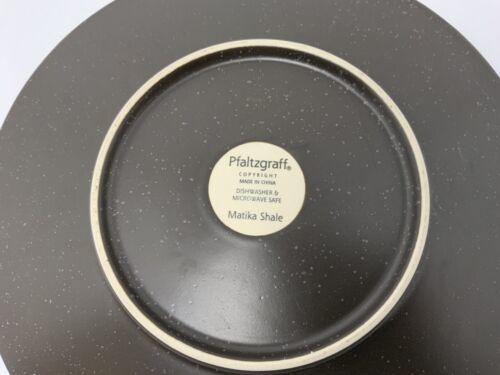 Pfaltzgraff®
COPYRIGHT
MADE IN CHINA
DISHWASHER &
MICROWAVE SAFE
Matika Shale